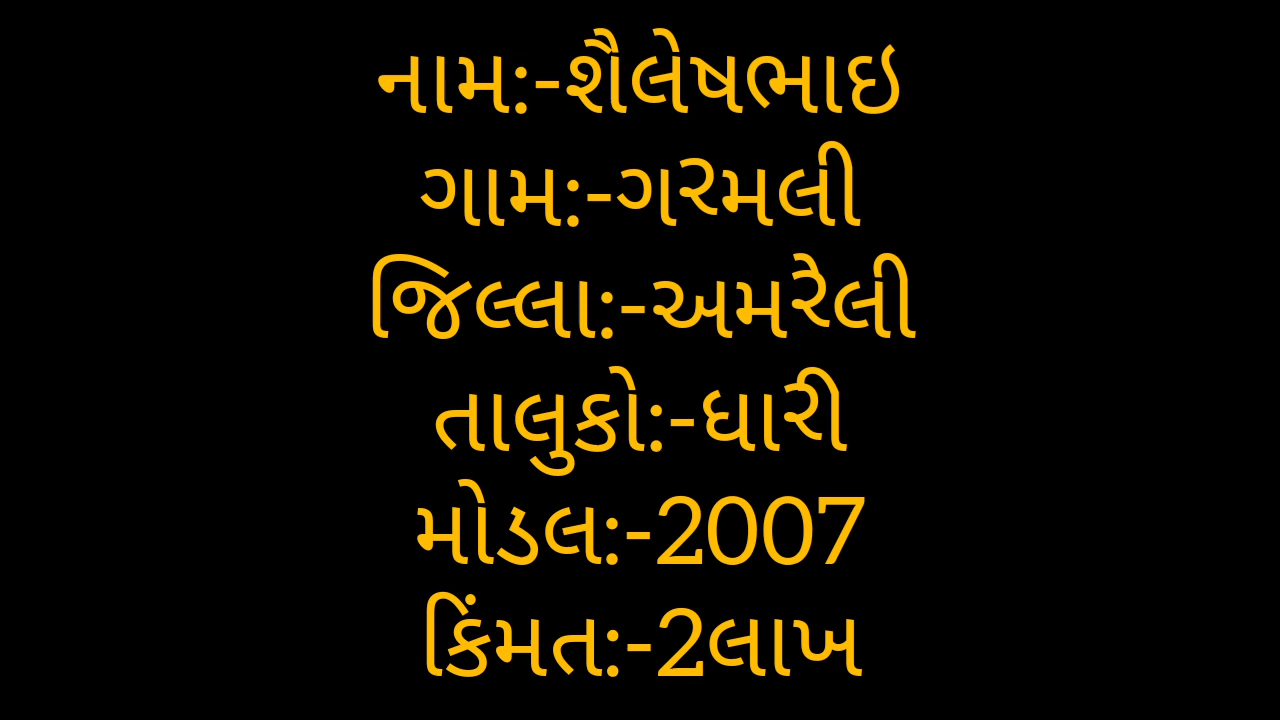 નામ:-શૈલેષભાઇ
ગામ:-ગરમલી
જિલ્લા:-અમરેલી
તાલુકો:-ધારી
મોડલ:-2007
કિંમત:-2લાખ